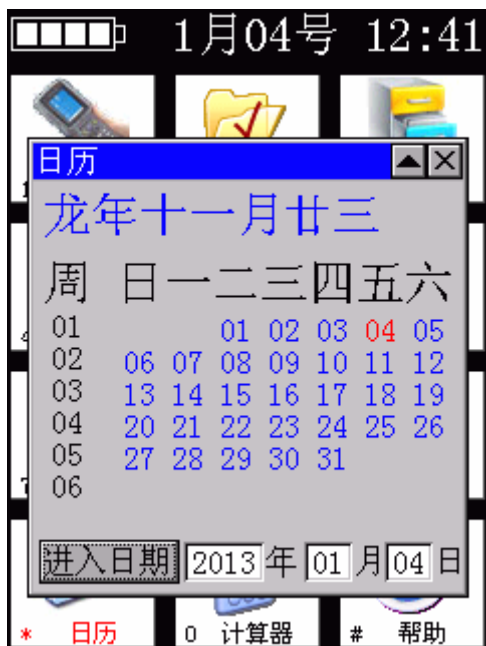 1月04号 12:41
日历
龙年十一月廿三
周 日一二三四五六
01 01 02 03 04 05
02 06 07 08 09 10 11 12
03 13 14 15 16 17 18 19
04 20 21 22 23 24 25 26
05 27 28 29 30 31
06
进入日期 2013 年 01 月 04 日
* 日历 0 计算器 # 帮助